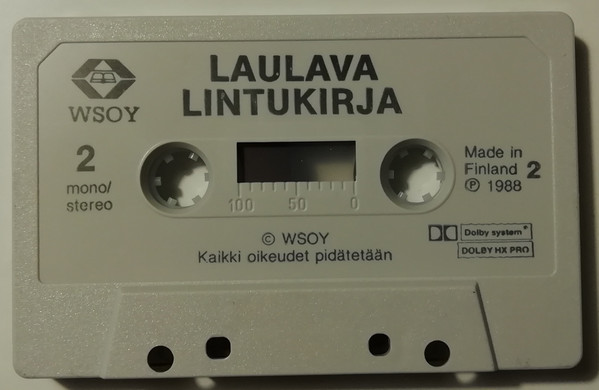 LAULAVA
LINTUKIRJA
WSOY
2
mono/
stereo
100 50 0
Made in
Finland 2
℗ 1988
© WSOY
Kaikki oikeudet pidätetään
Dolby system*
DOLBY HX PRO